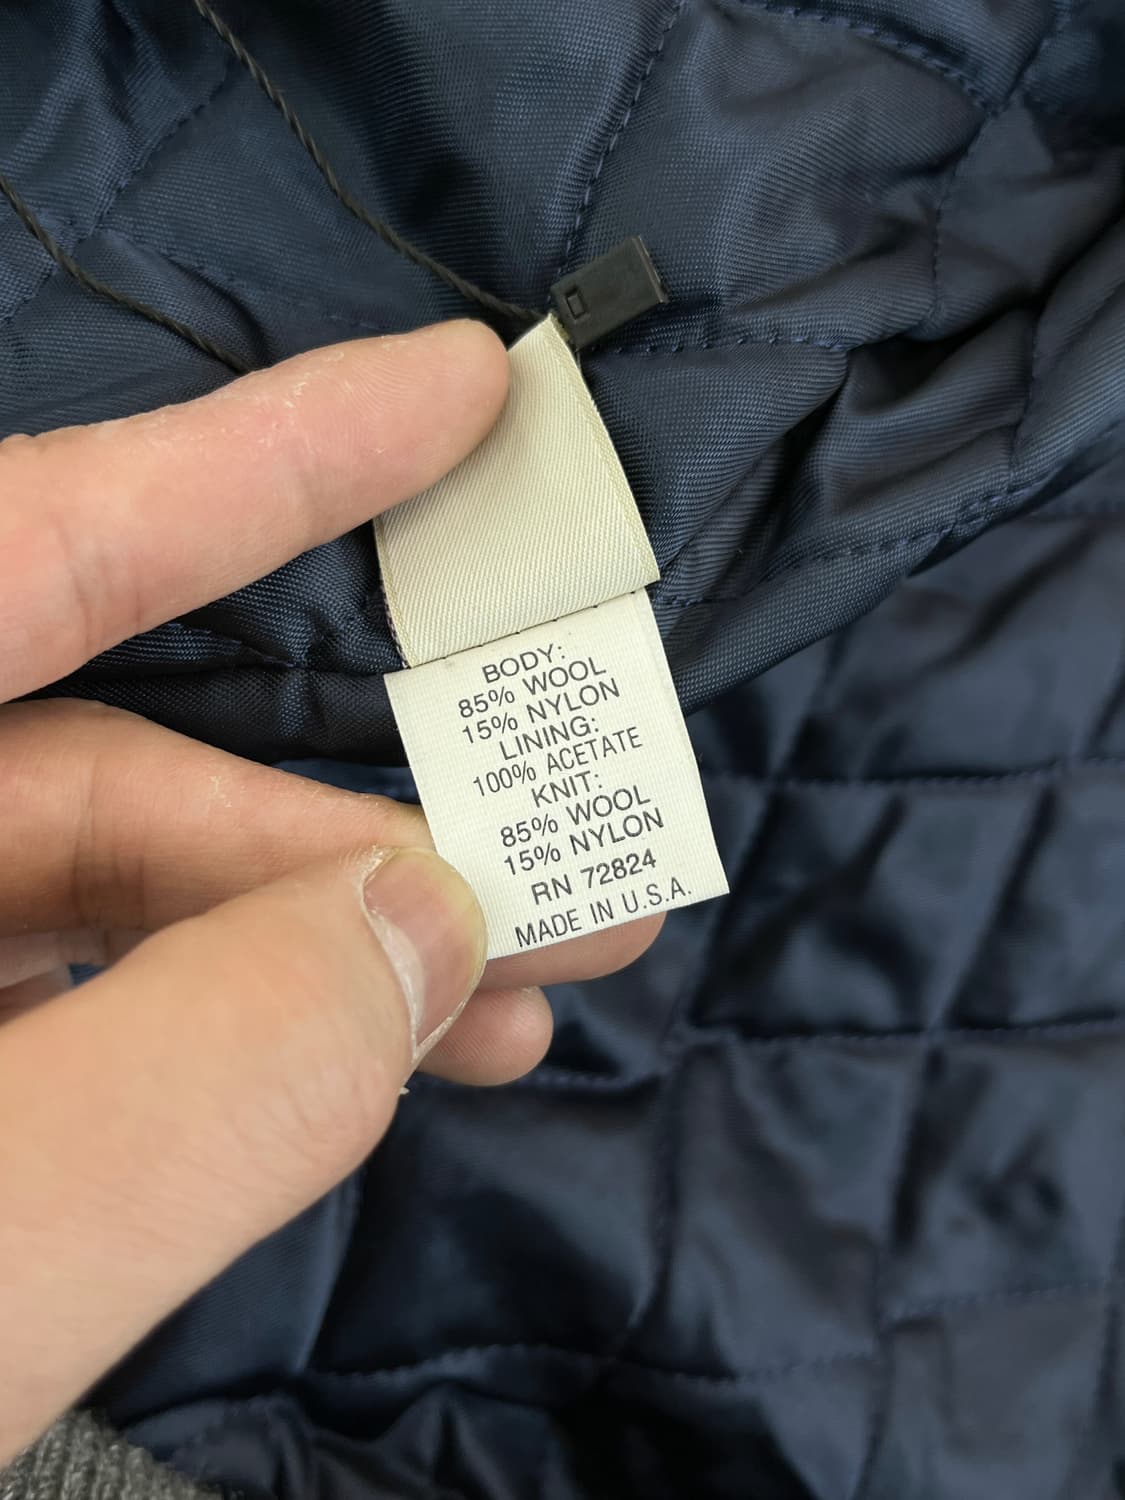 BODY:
85% WOOL
15% NYLON
LINING:
100% ACETATE
KNIT:
85% WOOL
15% NYLON
RN 72824
MADE IN U.S.A.